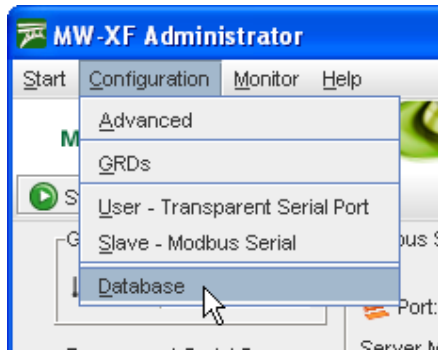 MW-XF Administrator
Start Configuration Monitor Help
Advanced
GRDs
User - Transparent Serial Port
Slave - Modbus Serial
Database
Port: